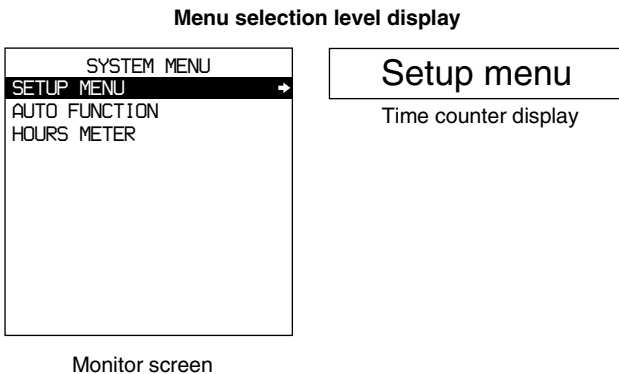 Menu selection level display
SYSTEM MENU
SETUP MENU
AUTO FUNCTION
HOURS METER
Monitor screen
Setup menu
Time counter display